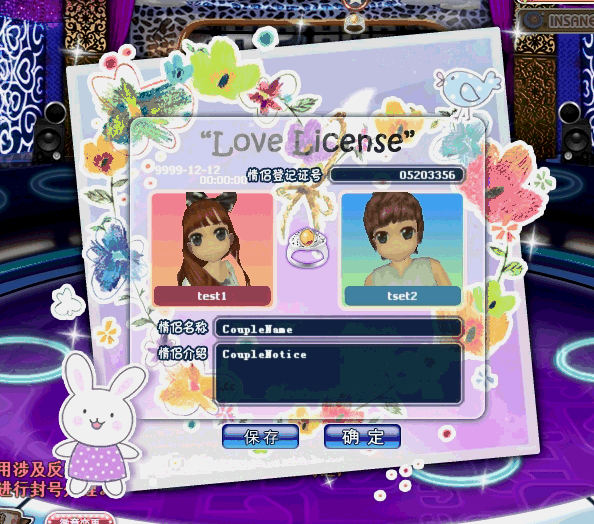 INSANE
"Love License"
9999-12-12
00:00:00
情侣登记证号 05203356
test1 tset2
情侣名称 CoupleName
情侣介绍 CoupleNotice
保存 确定
用涉及反
进行封号